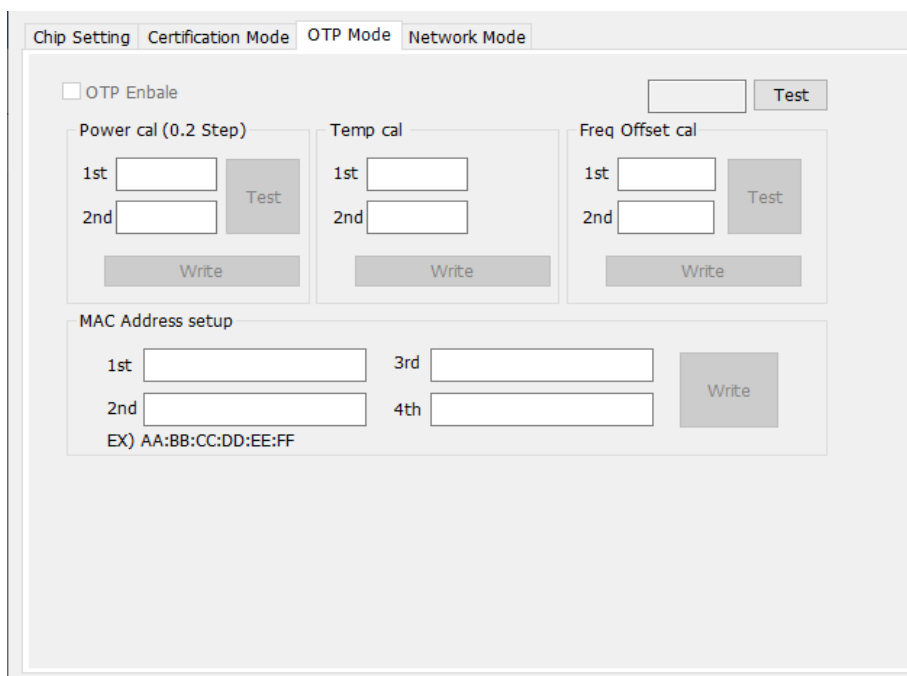 Chip Setting Certification Mode OTP Mode Network Mode
OTP Enbale Test
Power cal (0.2 Step) Temp cal Freq Offset cal
1st 1st 1st
Test Test
2nd 2nd 2nd
Write Write Write
MAC Address setup
1st 3rd
Write
2nd 4th
EX) AA:BB:CC:DD:EE:FF